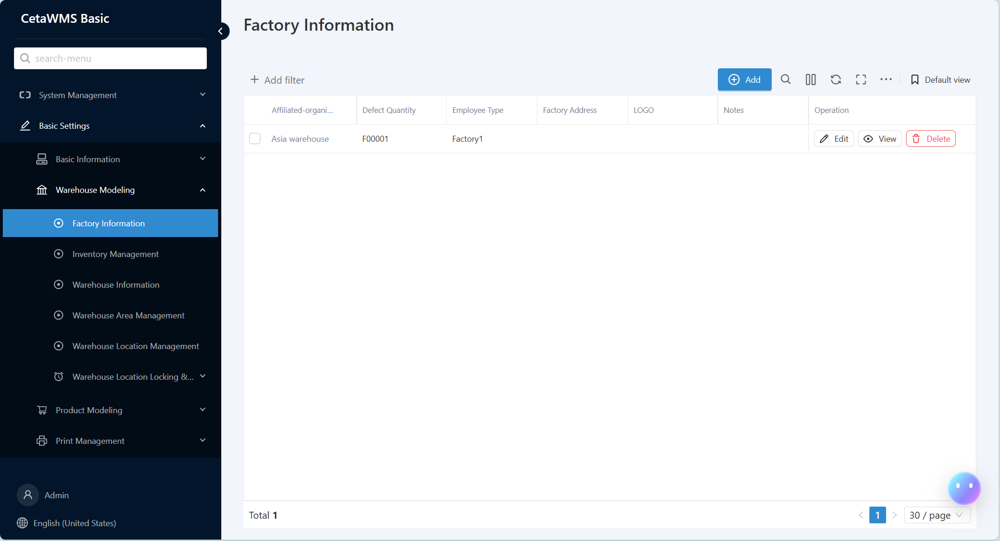 CetaWMS Basic
search-menu
System Management
Basic Settings
Basic Information
Warehouse Modeling
Factory Information
Inventory Management
Warehouse Information
Warehouse Area Management
Warehouse Location Management
Warehouse Location Locking &...
Product Modeling
Print Management
Admin
English (United States)
Factory Information
Add filter
Add
Default view
Affiliated-organi... Defect Quantity Employee Type Factory Address LOGO Notes Operation
Asia warehouse F00001 Factory1 Edit View Delete
Total 1
1
30 / page